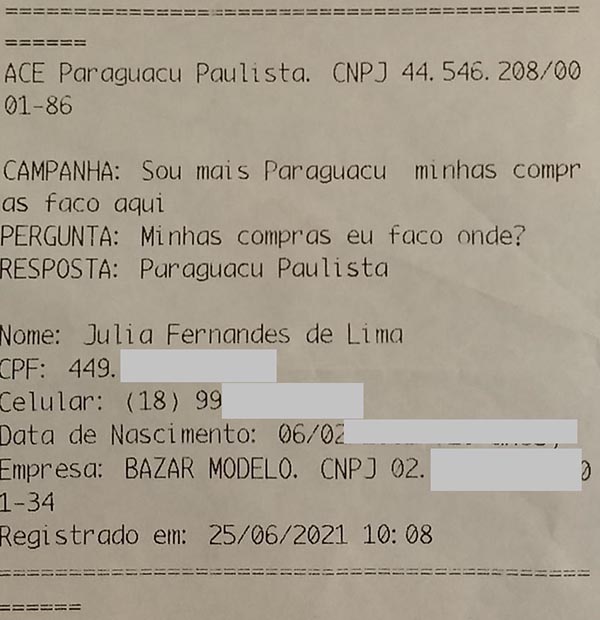 ==========================================
======
ACE Paraguacu Paulista. CNPJ 44.546.208/00
01-86
CAMPANHA: Sou mais Paraguacu  minhas compr
as faco aqui
PERGUNTA: Minhas compras eu faco onde?
RESPOSTA: Paraguacu Paulista
Nome: Julia Fernandes de Lima
CPF: 449.
Celular: (18) 99
Data de Nascimento: 06/02
Empresa: BAZAR MODELO. CNPJ 02. 0
1-34
Registrado em: 25/06/2021 10:08
==========================================
======